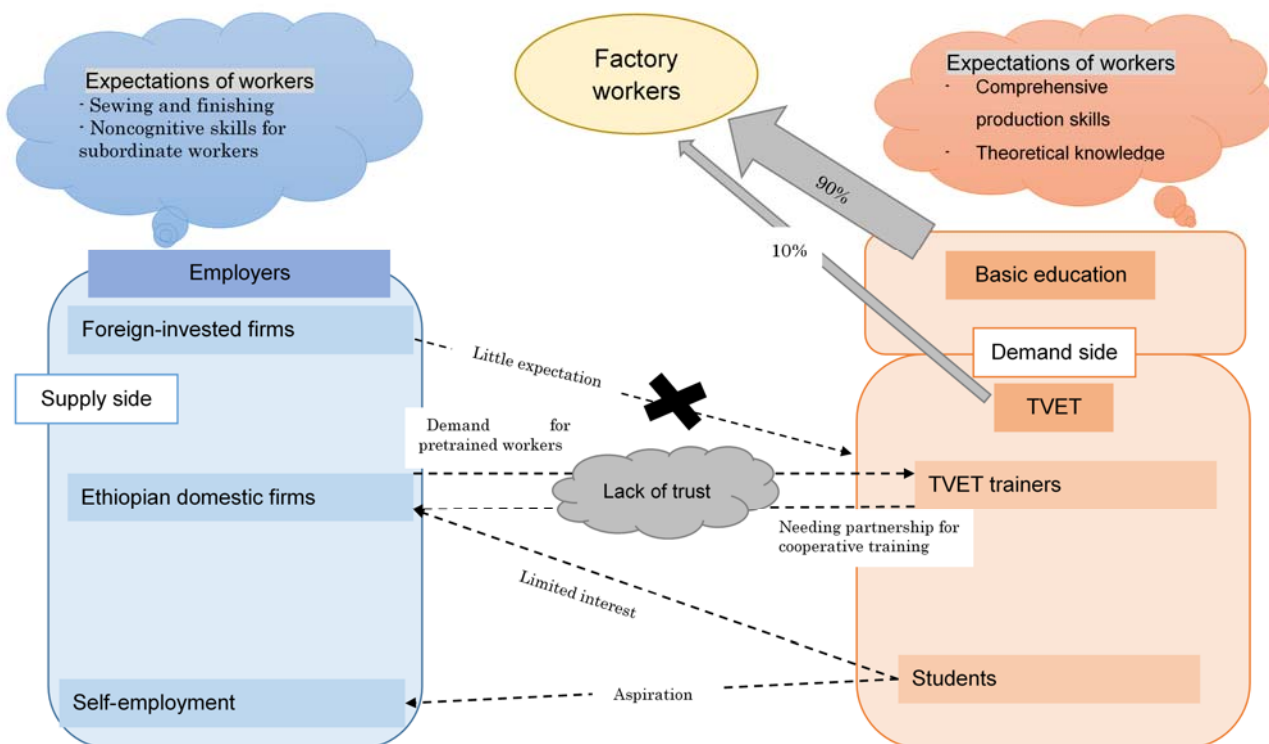 Expectations of workers
- Sewing and finishing
- Noncognitive skills for
subordinate workers
Factory
workers
Expectations of workers
- Comprehensive
production skills
- Theoretical knowledge
90%
10%
Employers
Foreign-invested firms
Supply side
Ethiopian domestic firms
Self-employment
Little expectation
Demand for
pretrained workers
Lack of trust
Needing partnership for
cooperative training
Limited interest
Aspiration
Basic education
Demand side
TVET
TVET trainers
Students